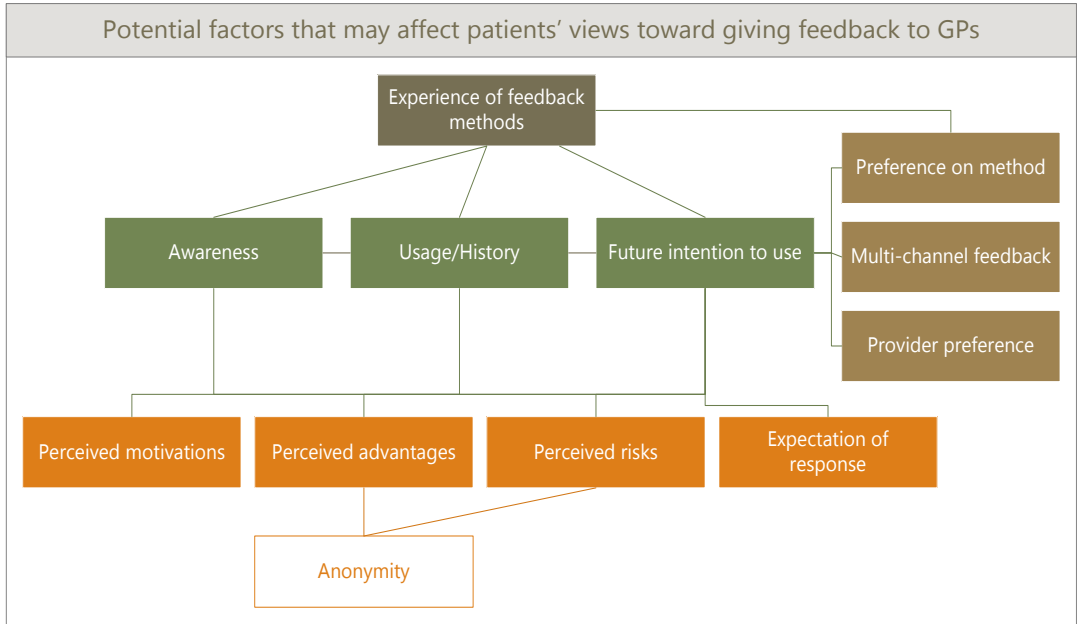 Potential factors that may affect patients’ views toward giving feedback to GPs
Experience of feedback
methods
Preference on method
Awareness
Usage/History
Future intention to use
Multi-channel feedback
Provider preference
Perceived motivations
Perceived advantages
Perceived risks
Expectation of
response
Anonymity